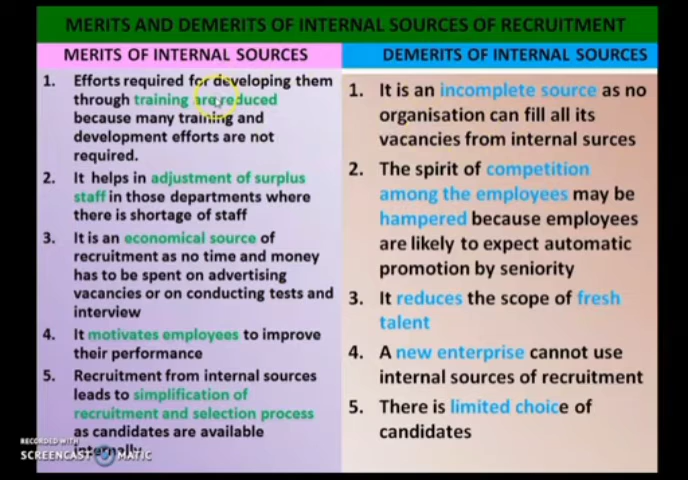 MERITS AND DEMERITS OF INTERNAL SOURCES OF RECRUITMENT
MERITS OF INTERNAL SOURCES
1. Efforts required for developing them
through training are reduced
because many training and
development efforts are not
required.
2. It helps in adjustment of surplus
staff in those departments where
there is shortage of staff
3. It is an economical source of
recruitment as no time and money
has to be spent on advertising
vacancies or on conducting tests and
interview
4. It motivates employees to improve
their performance
5. Recruitment from internal sources
leads to simplification of
recruitment and selection process
as candidates are available
internally
DEMERITS OF INTERNAL SOURCES
1. It is an incomplete source as no
organisation can fill all its
vacancies from internal surces
2. The spirit of competition
among the employees may be
hampered because employees
are likely to expect automatic
promotion by seniority
3. It reduces the scope of fresh
talent
4. A new enterprise cannot use
internal sources of recruitment
5. There is limited choice of
candidates
RECORDED WITH
SCREENCAST MATIC